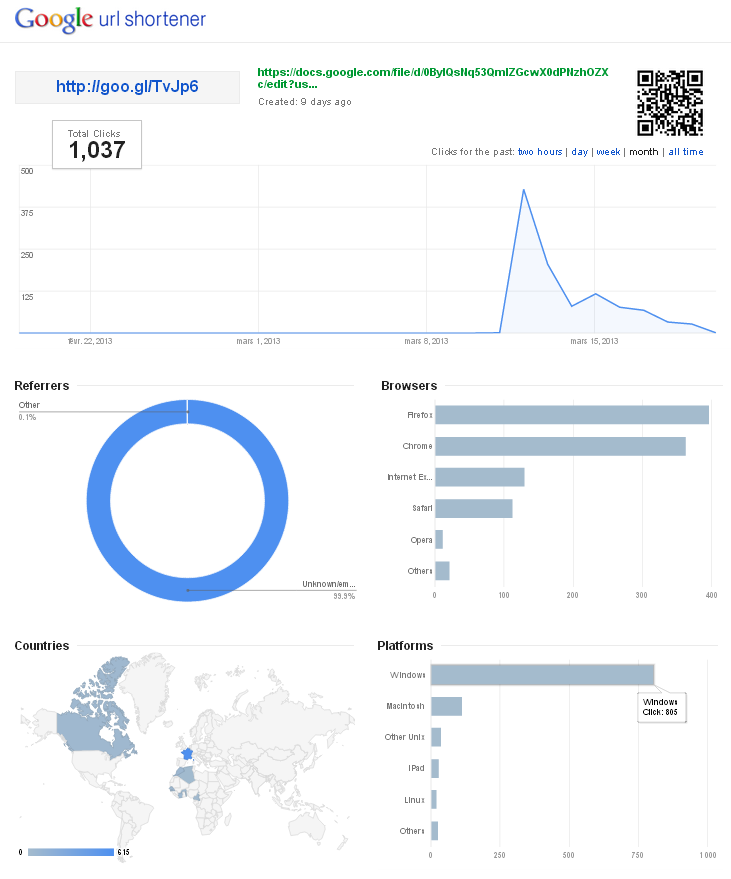 Google url shortener
http://goo.gl/TvJp6
https://docs.google.com/file/d/0ByIQsNq53QmIZGcwX0dPNzhOZX
c/edit?us...
Created: 9 days ago
Total Clicks
1,037
Clicks for the past: two hours | day | week | month | all time
500
375
250
125
févr. 22, 2013
mars 1, 2013
mars 8, 2013
mars 15, 2013
Referrers
Other
0.1%
Unknown/em...
99.9%
Browsers
Firefox
Chrome
Internet Ex...
Safari
Opera
Others
0
100
200
300
400
Countries
0
615
Platforms
Windows
Macintosh
Other Unix
iPad
Linux
Others
Windows
Click: 805
0
250
500
750
1 000